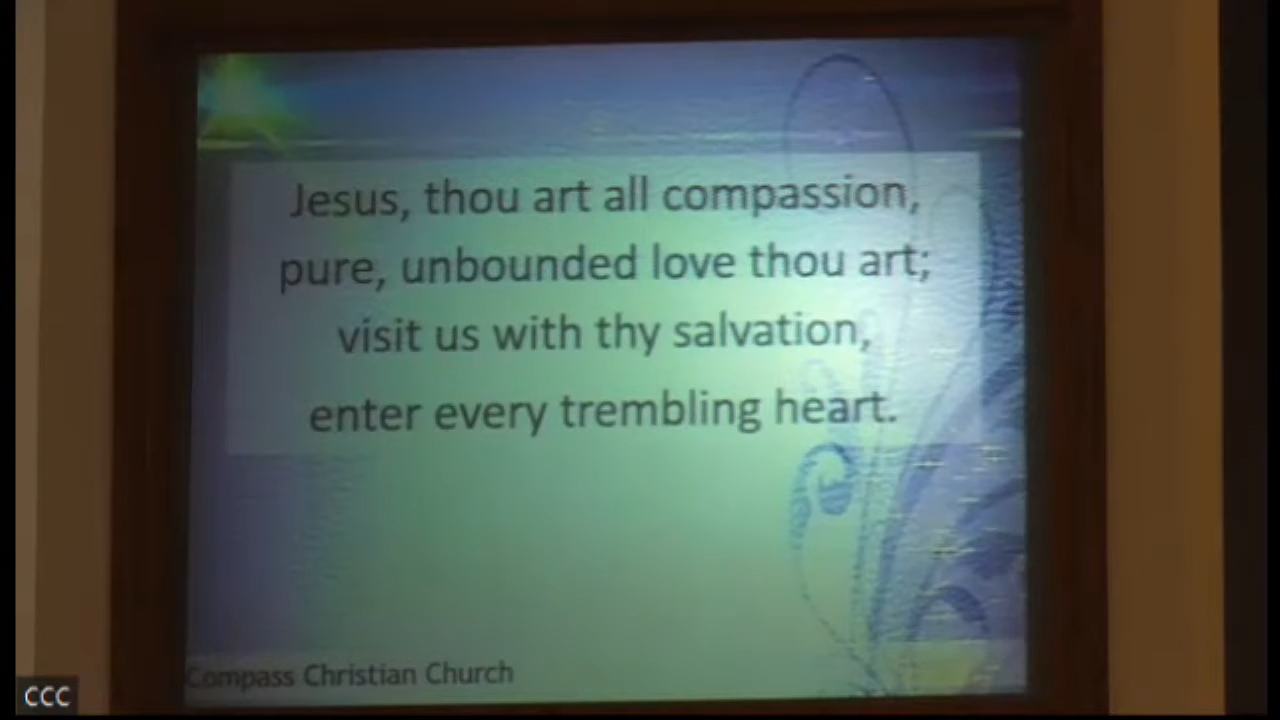 Jesus, thou art all compassion,
pure, unbounded love thou art;
visit us with thy salvation,
enter every trembling heart.
Compass Christian Church
CCC